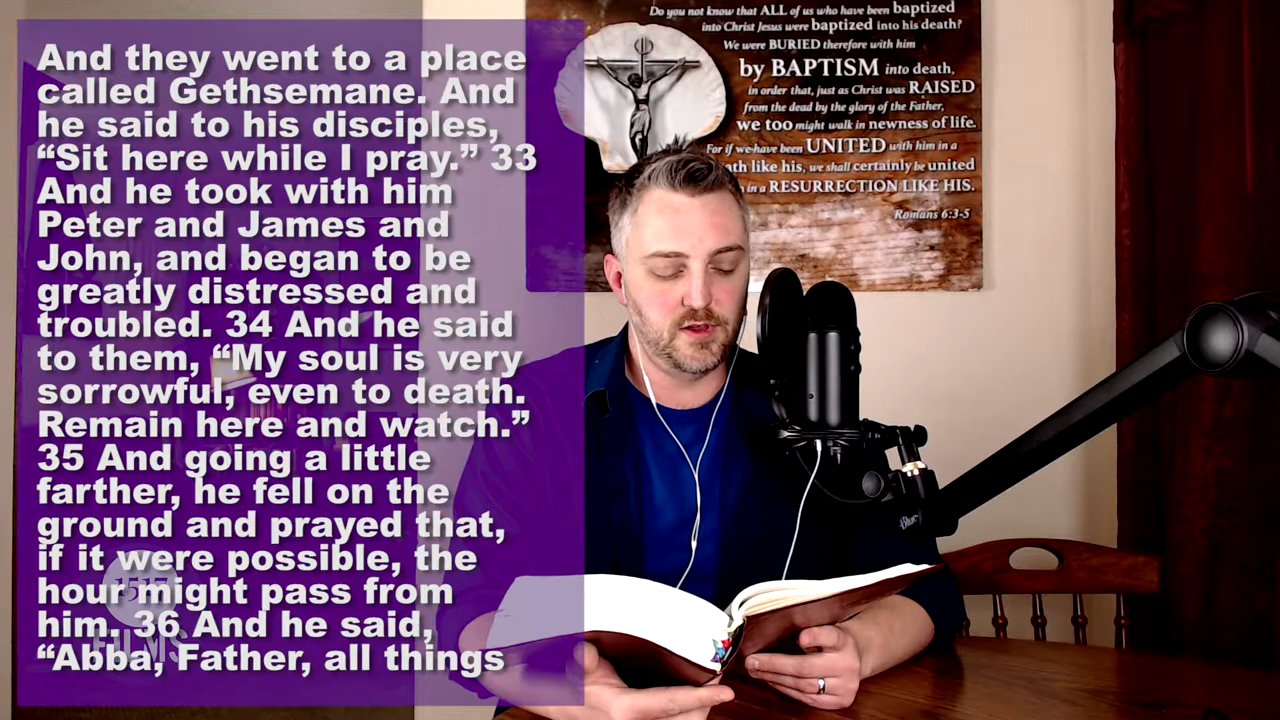 And they went to a place
called Gethsemane. And
he said to his disciples,
“Sit here while I pray.” 33
And he took with him
Peter and James and
John, and began to be
greatly distressed and
troubled. 34 And he said
to them, “My soul is very
sorrowful, even to death.
Remain here and watch.”
35 And going a little
farther, he fell on the
ground and prayed that,
if it were possible, the
hour might pass from
him. 36 And he said,
“Abba, Father, all things
1517
FILMS
Do you not know that ALL of us who have been baptized
into Christ Jesus were baptized into his death?
We were BURIED therefore with him
by BAPTISM into death,
in order that, just as Christ was RAISED
from the dead by the glory of the Father,
we too might walk in newness of life.
For if we have been UNITED with him in a
like his, we shall certainly be united
in a RESURRECTION LIKE HIS.
Romans 6:3-5
Blue